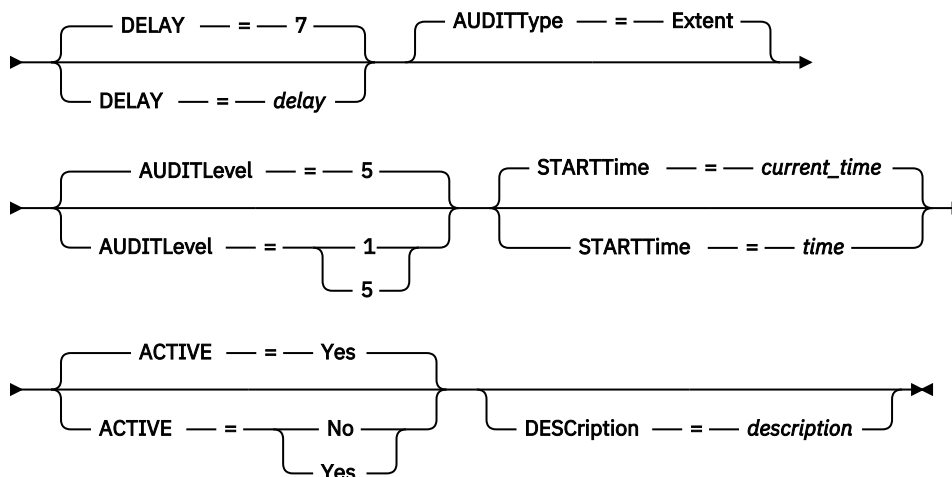 DELAY = 7
AUDITType = Extent
DELAY = delay
AUDITLevel = 5
STARTTime = current_time
AUDITLevel = 1
STARTTime = time
5
ACTIVE = Yes
ACTIVE = No
DESCription = description
Yes